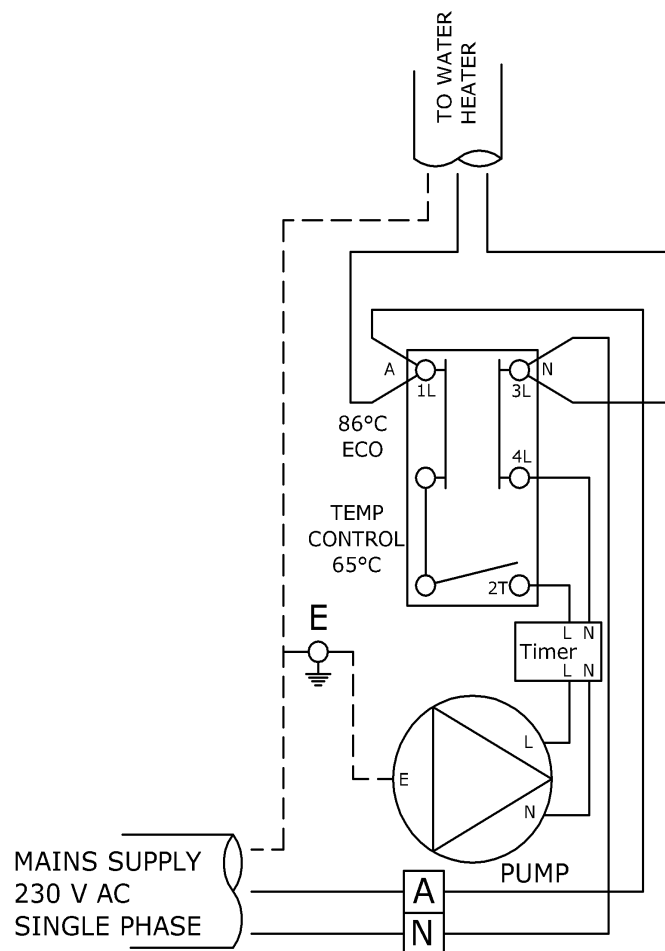 TO WATER
HEATER
A
N
1L
3L
86°C
ECO
4L
TEMP
CONTROL
65°C
2T
E
L N
Timer
L N
L
E
N
PUMP
MAINS SUPPLY
230 V AC
SINGLE PHASE
A
N